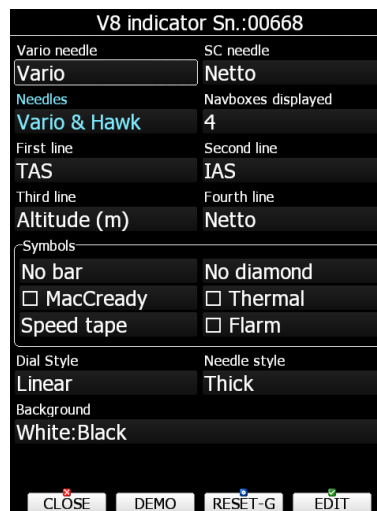 V8 indicator Sn.:00668
Vario needle
SC needle
Vario
Netto
Needles
Navboxes displayed
Vario & Hawk
4
First line
Second line
TAS
IAS
Third line
Fourth line
Altitude (m)
Netto
Symbols
No bar
No diamond
MacCready
Thermal
Speed tape
Flarm
Dial Style
Needle style
Linear
Thick
Background
White:Black
CLOSE
DEMO
RESET-G
EDIT